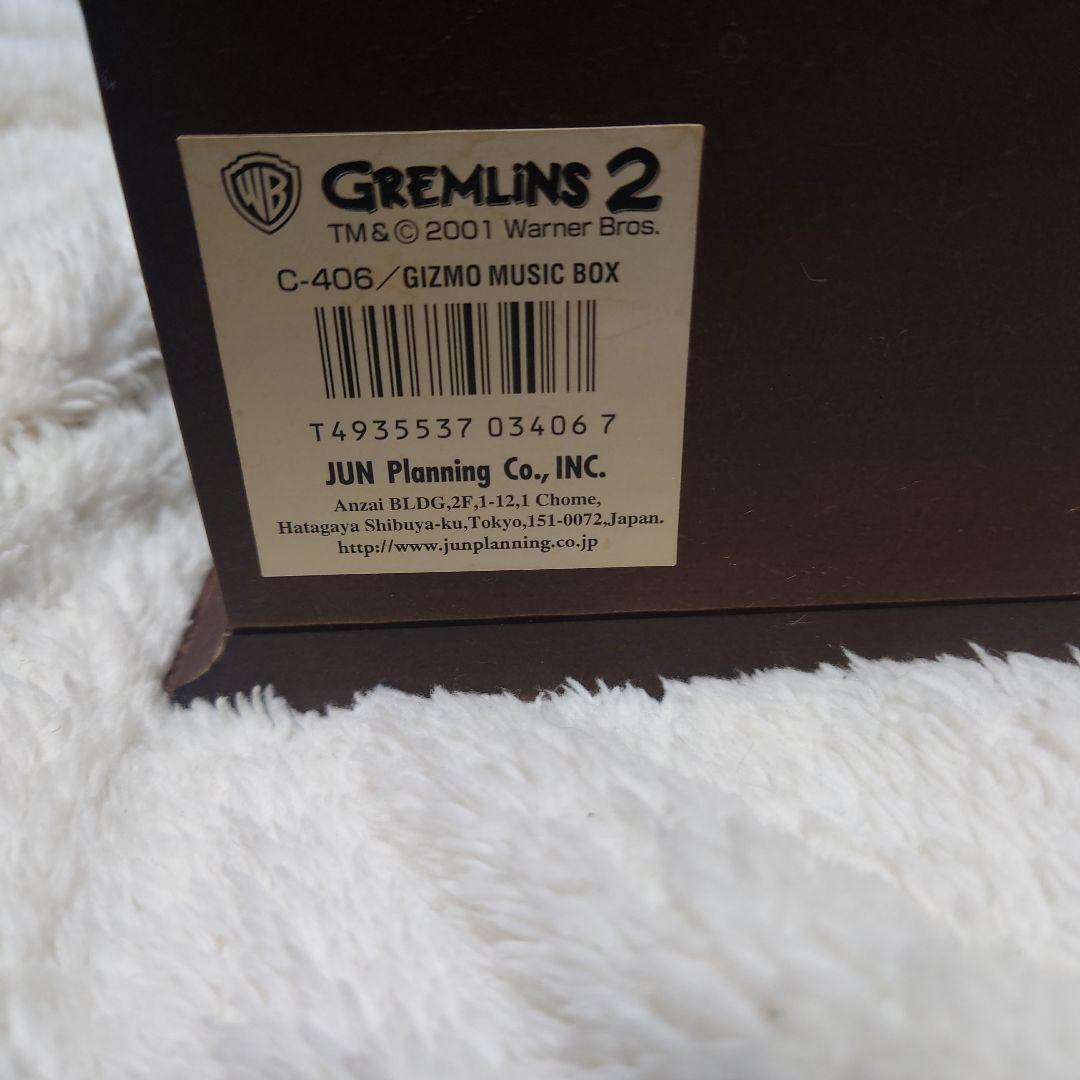 WB GREMLiNS 2
TM & © 2001 Warner Bros.
C-406/GIZMO MUSIC BOX
T4935537 03406 7
JUN Planning Co., INC.
Anzai BLDG,2F,1-12,1 Chome,
Hatagaya Shibuya-ku,Tokyo,151-0072,Japan.
http://www.junplanning.co.jp